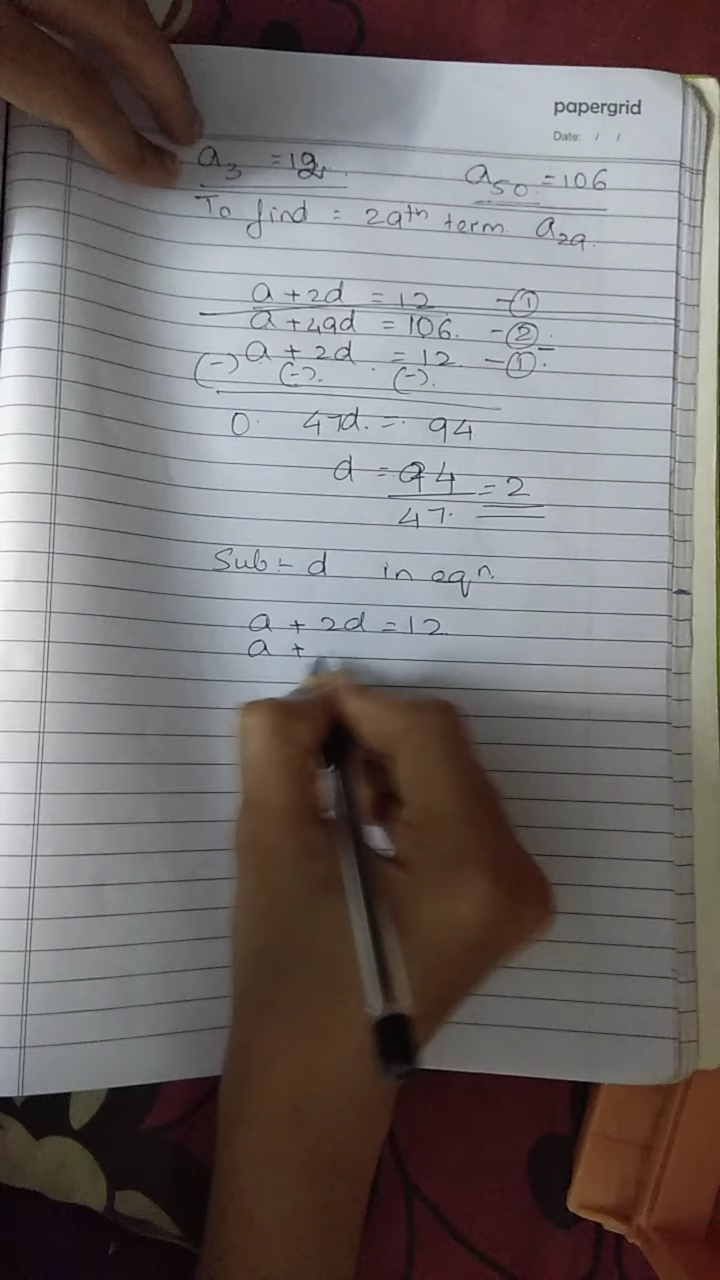 papergrid
Date: / /
a₃ = 12. a₅₀ = 106
To find = 29th term. a₂₉.
a + 2d = 12 - ①
a + 49d = 106. - ②
a + 2d = 12 - ①
(-) (-). (-).
0. 47d. = 94
d = 94 = 2
47.
Sub:- d in eqⁿ.
a + 2d = 12.
a +